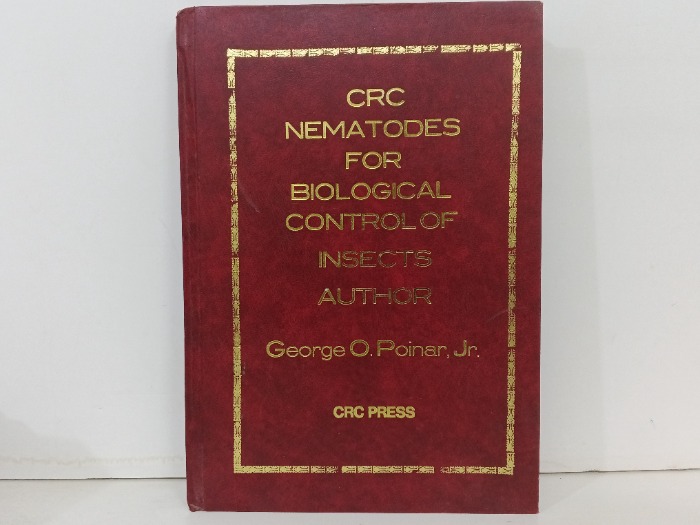 CRC
NEMATODES
FOR
BIOLOGICAL
CONTROL OF
INSECTS
AUTHOR
George O. Poinar, Jr.
CRC PRESS